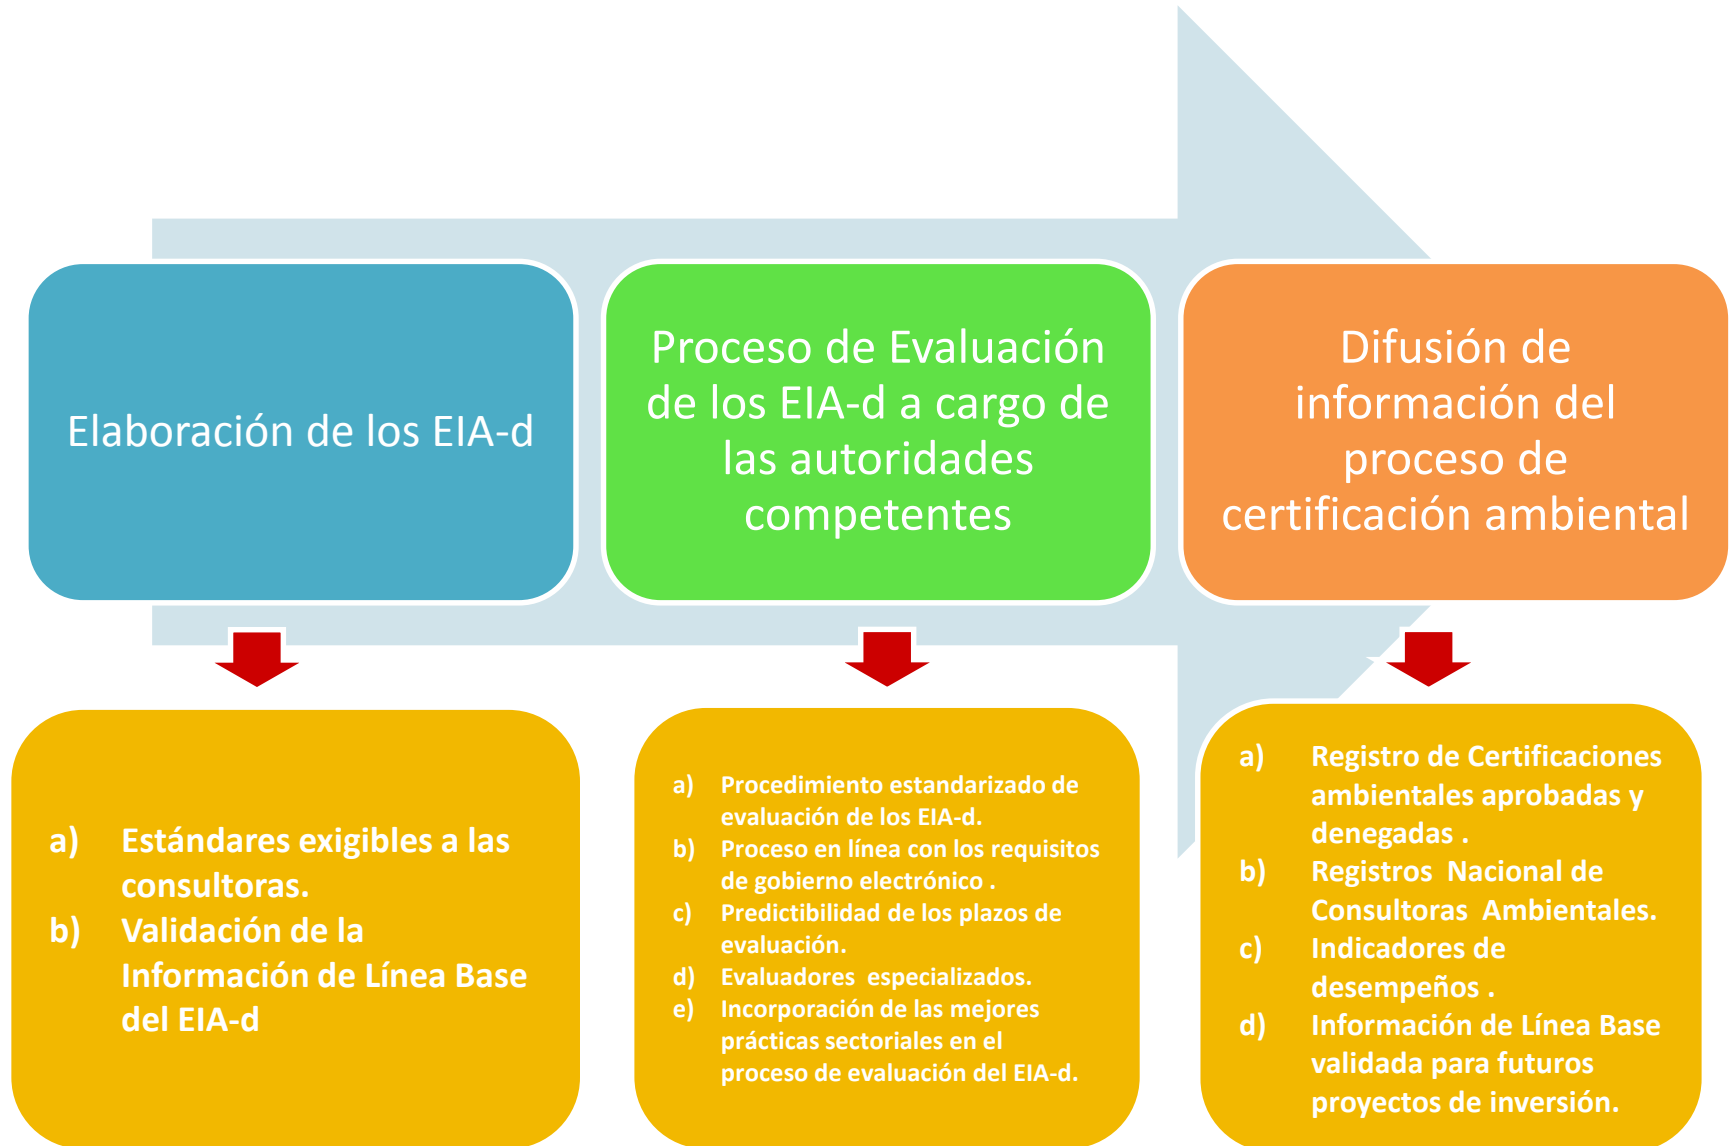 Elaboración de los EIA-d
Proceso de Evaluación
de los EIA-d a cargo de
las autoridades
competentes
Difusión de
información del
proceso de
certificación ambiental
a) Estándares exigibles a las
consultoras.
b) Validación de la
Información de Línea Base
del EIA-d
a) Procedimiento estandarizado de
evaluación de los EIA-d.
b) Proceso en línea con los requisitos
de gobierno electrónico .
c) Predictibilidad de los plazos de
evaluación.
d) Evaluadores especializados.
e) Incorporación de las mejores
prácticas sectoriales en el
proceso de evaluación del EIA-d.
a) Registro de Certificaciones
ambientales aprobadas y
denegadas .
b) Registros Nacional de
Consultoras Ambientales.
c) Indicadores de
desempeños .
d) Información de Línea Base
validada para futuros
proyectos de inversión.